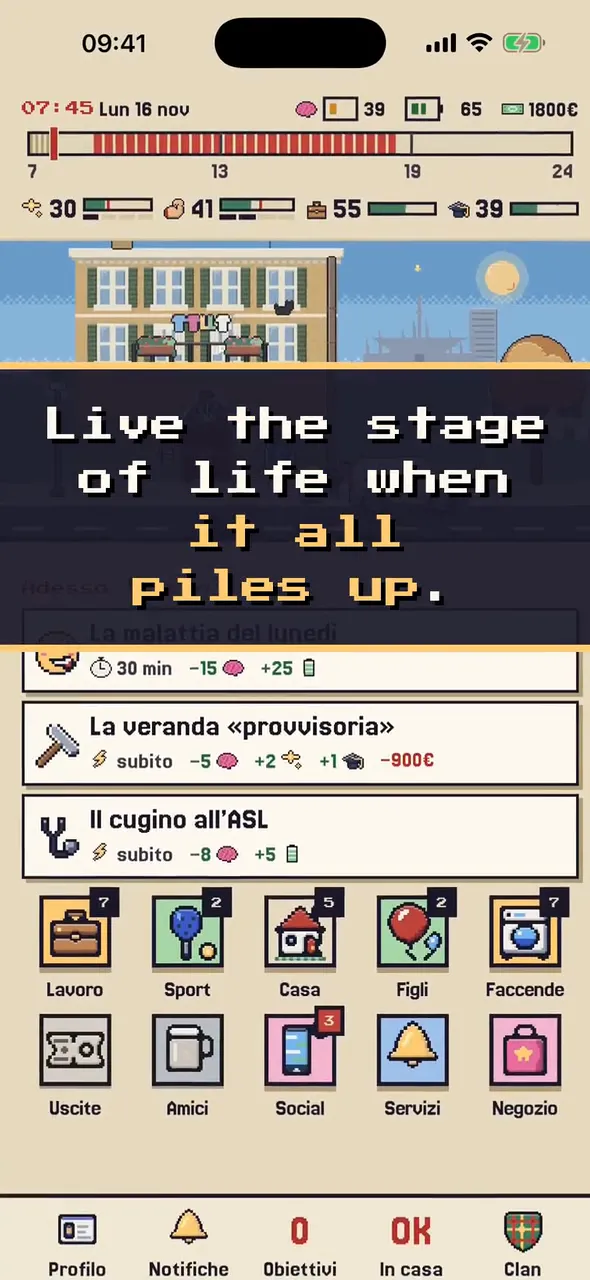 09:41
07:45 Lun 16 nov 39 65 1800€
7 13 19 24
30 41 55 39
Live the stage
of life when
it all
piles up.
Adesso
La malattia del lunedì
30 min -15 +25
La veranda «provvisoria»
subito -5 +2 +1 -900€
Il cugino all'ASL
subito -8 +5
7 2 5 2 7
Lavoro Sport Casa Figli Faccende
3
Uscite Amici Social Servizi Negozio
0 OK
Profilo Notifiche Obiettivi In casa Clan